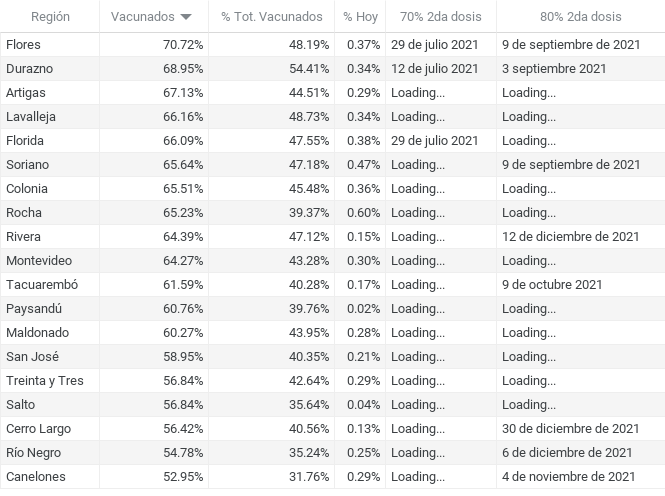 Región Vacunados % Tot. Vacunados % Hoy 70% 2da dosis 80% 2da dosis
Flores 70.72% 48.19% 0.37% 29 de julio 2021 9 de septiembre de 2021
Durazno 68.95% 54.41% 0.34% 12 de julio 2021 3 septiembre 2021
Artigas 67.13% 44.51% 0.29% Loading... Loading...
Lavalleja 66.16% 48.73% 0.34% Loading... Loading...
Florida 66.09% 47.55% 0.38% 29 de julio 2021 Loading...
Soriano 65.64% 47.18% 0.47% Loading... 9 de septiembre de 2021
Colonia 65.51% 45.48% 0.36% Loading... Loading...
Rocha 65.23% 39.37% 0.60% Loading... Loading...
Rivera 64.39% 47.12% 0.15% Loading... 12 de diciembre de 2021
Montevideo 64.27% 43.28% 0.30% Loading... Loading...
Tacuarembó 61.59% 40.28% 0.17% Loading... 9 de octubre 2021
Paysandú 60.76% 39.76% 0.02% Loading... Loading...
Maldonado 60.27% 43.95% 0.28% Loading... Loading...
San José 58.95% 40.35% 0.21% Loading... Loading...
Treinta y Tres 56.84% 42.64% 0.29% Loading... Loading...
Salto 56.84% 35.64% 0.04% Loading... Loading...
Cerro Largo 56.42% 40.56% 0.13% Loading... 30 de diciembre de 2021
Río Negro 54.78% 35.24% 0.25% Loading... 6 de diciembre de 2021
Canelones 52.95% 31.76% 0.29% Loading... 4 de noviembre de 2021